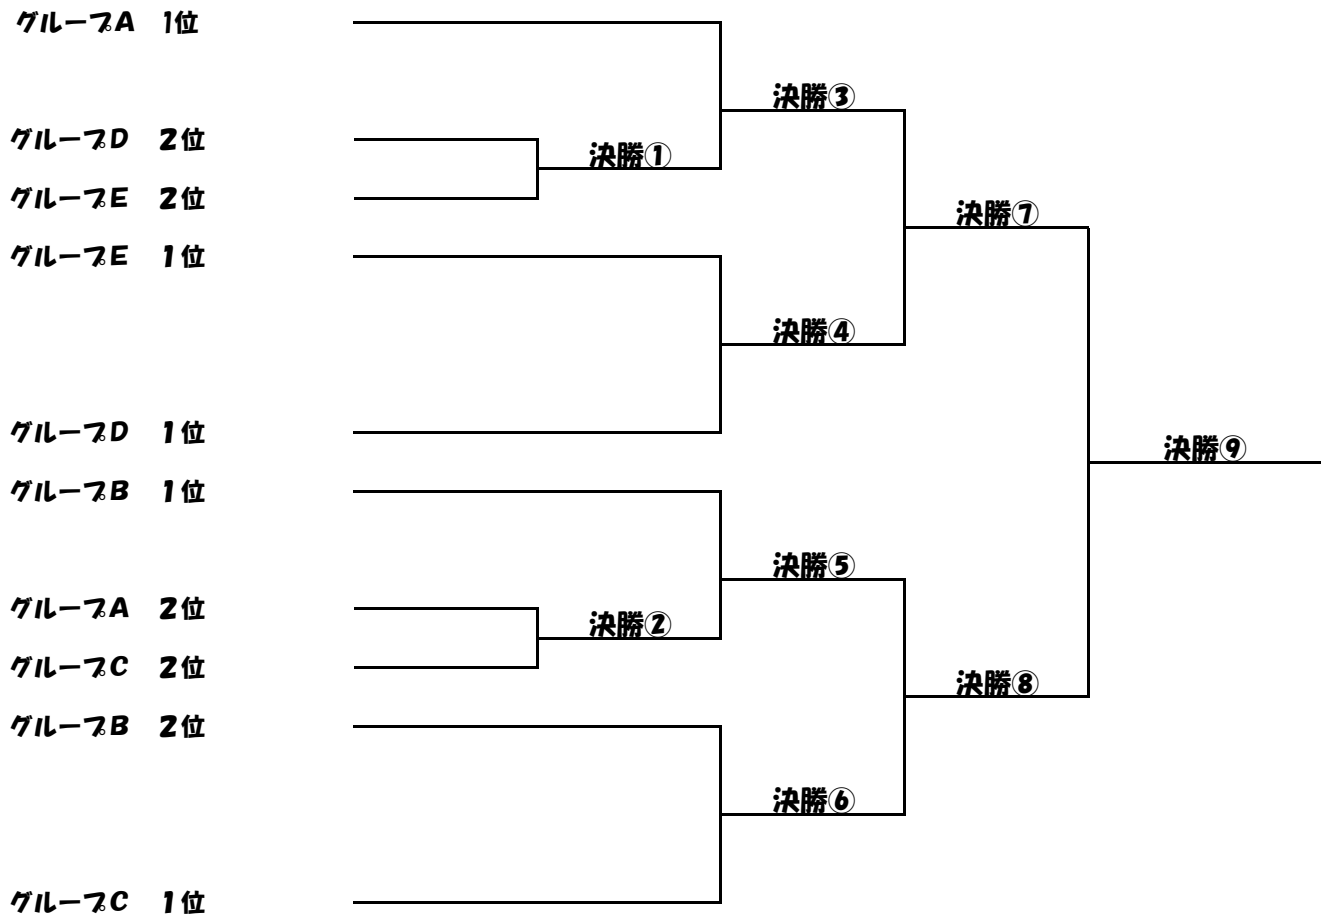 グループA　1位
決勝③
グループD　2位
決勝①
グループE　2位
決勝⑦
グループE　1位
決勝④
グループD　1位
決勝⑨
グループB　1位
決勝⑤
グループA　2位
決勝②
グループC　2位
決勝⑧
グループB　2位
決勝⑥
グループC　1位